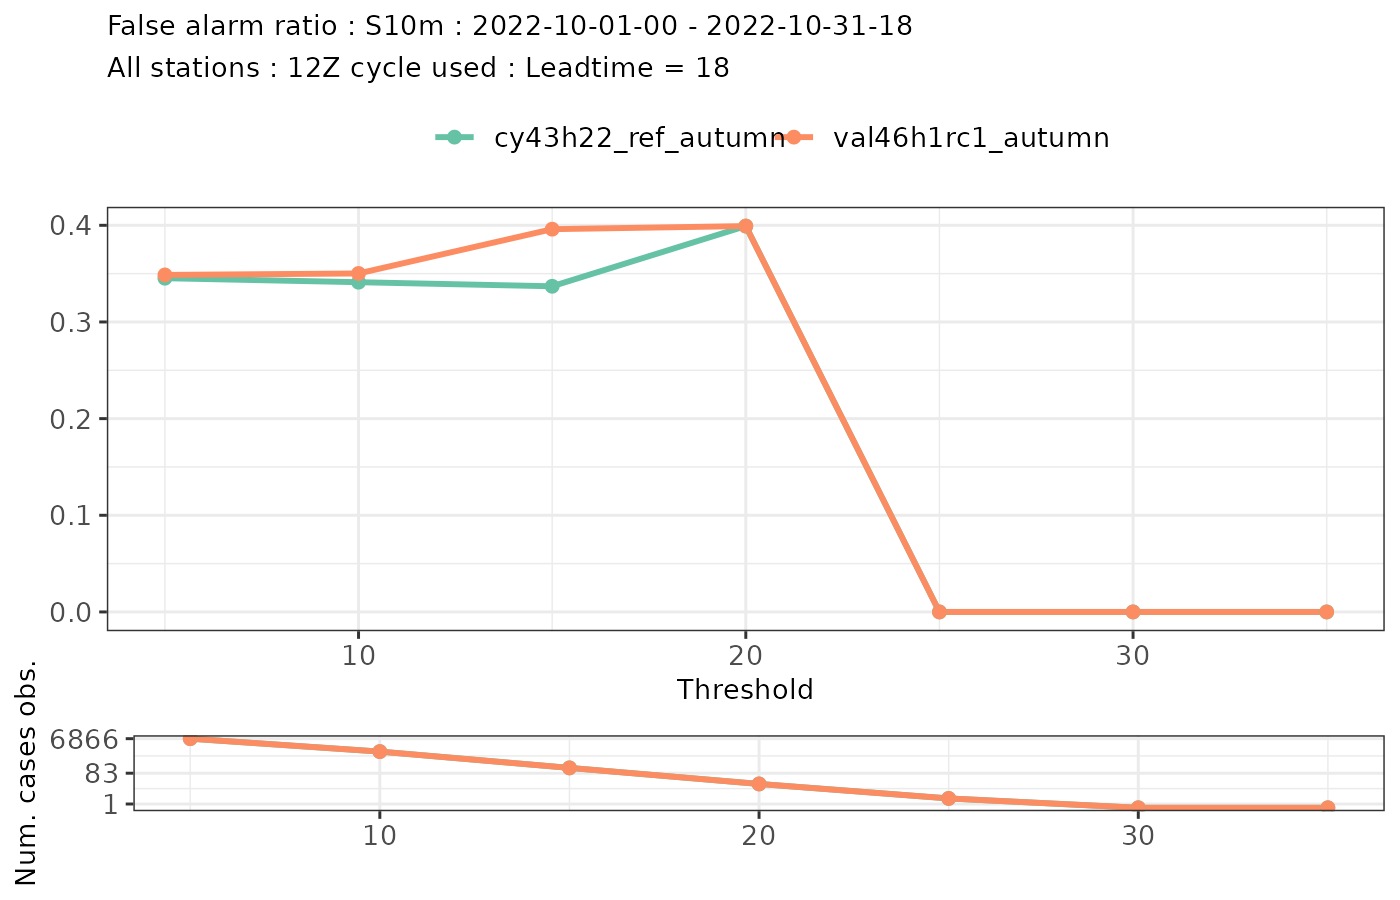 False alarm ratio : S10m : 2022-10-01-00 - 2022-10-31-18
All stations : 12Z cycle used : Leadtime = 18
cy43h22_ref_autumn val46h1rc1_autumn
0.4
0.3
0.2
0.1
0.0
10 20 30
Threshold
Num. cases obs.
6866
83
1
10 20 30